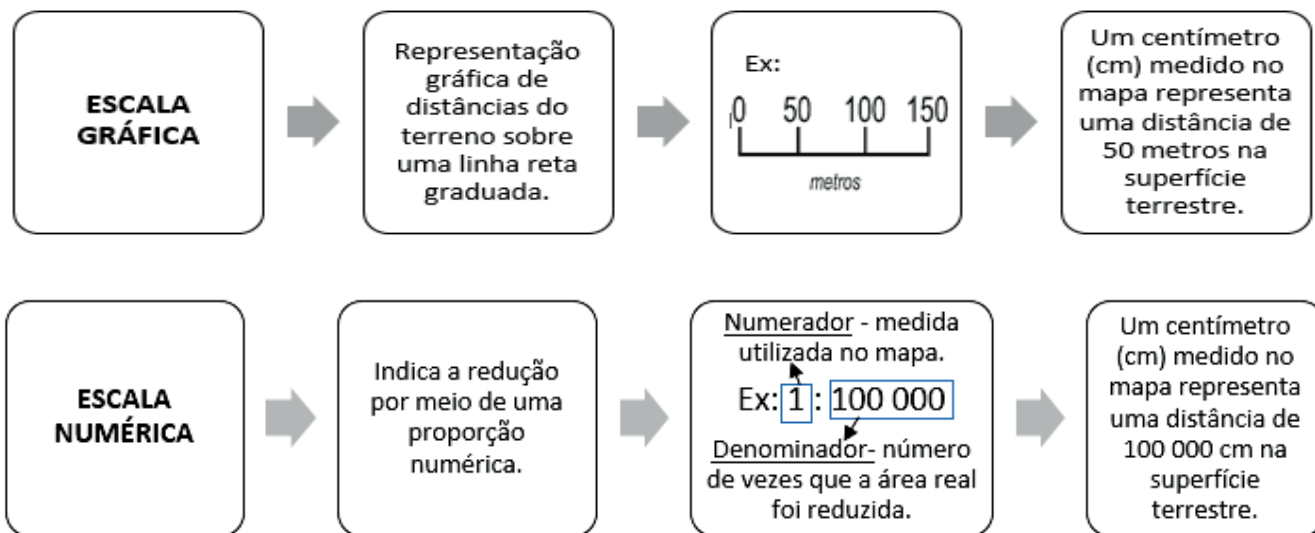 ESCALA
GRÁFICA
Representação
gráfica de
distâncias do
terreno sobre
uma linha reta
graduada.
Ex:
0 50 100 150
metros
Um centímetro
(cm) medido no
mapa representa
uma distância de
50 metros na
superfície
terrestre.
ESCALA
NUMÉRICA
Indica a redução
por meio de uma
proporção
numérica.
Numerador - medida
utilizada no mapa.
Ex: 1 : 100 000
Denominador- número
de vezes que a área real
foi reduzida.
Um centímetro
(cm) medido no
mapa representa
uma distância de
100 000 cm na
superfície
terrestre.